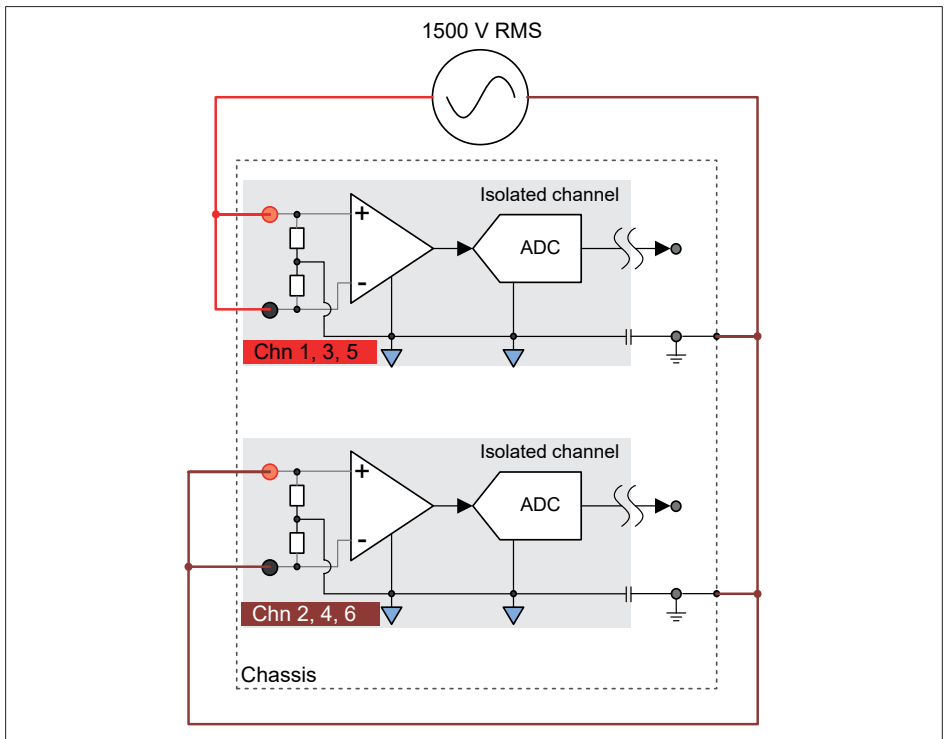 1500 V RMS
Isolated channel
+
ADC
-
Chn 1, 3, 5
Isolated channel
+
ADC
-
Chn 2, 4, 6
Chassis